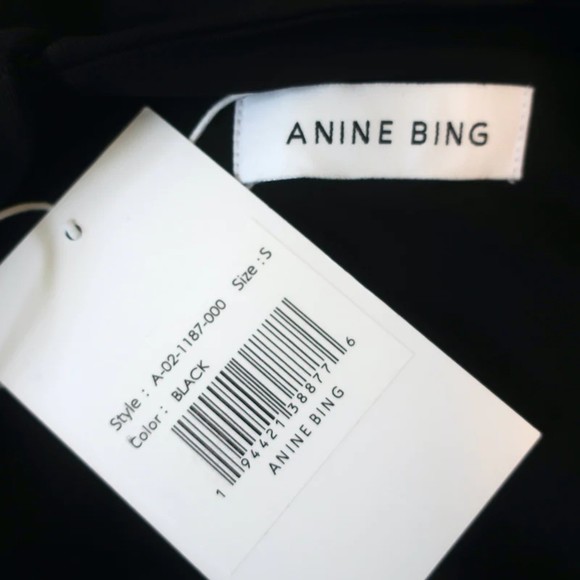 ANINE BING
Style : A-02-1187-000 Size : S
Color : BLACK
1 94421 38877 6
ANINE BING